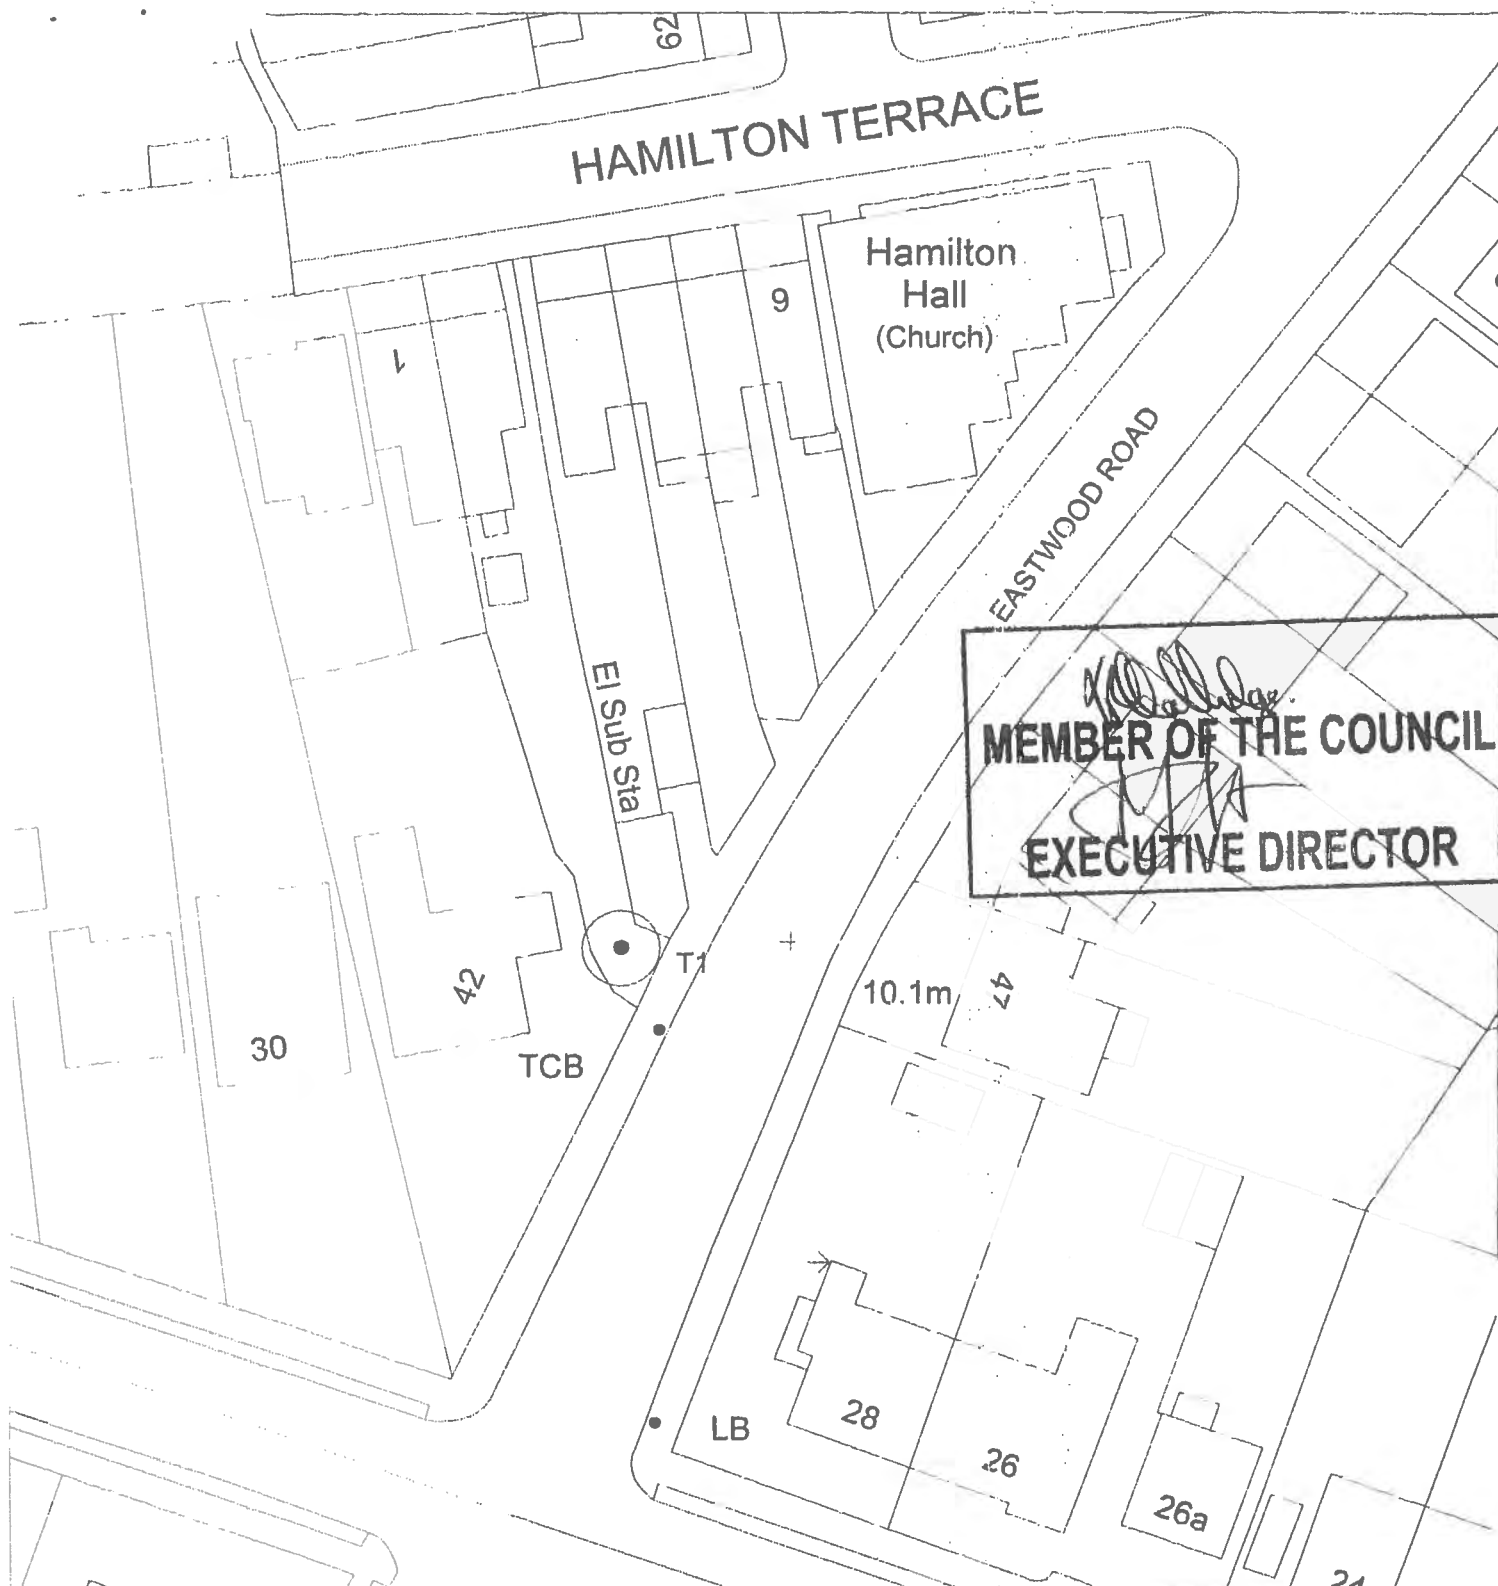 62
HAMILTON TERRACE
Hamilton
Hall
(Church)
9
1
EASTWOOD ROAD
El Sub Sta
MEMBER OF THE COUNCIL
EXECUTIVE DIRECTOR
T1
42
47
10.1m
30
TCB
28
LB
26
26a